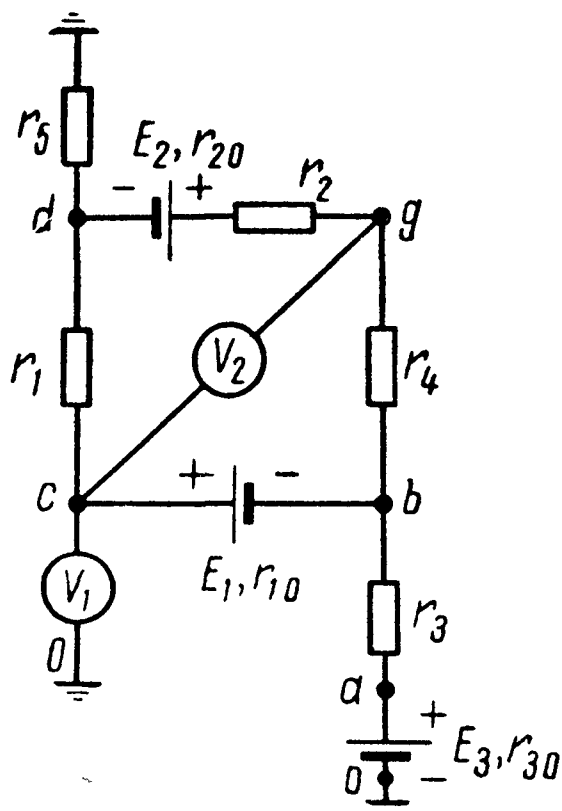 r5
E2, r20
- +
r2
d
g
r1
V2
r4
c
+ -
b
E1, r10
V1
r3
0
a
+
E3, r30
0
-